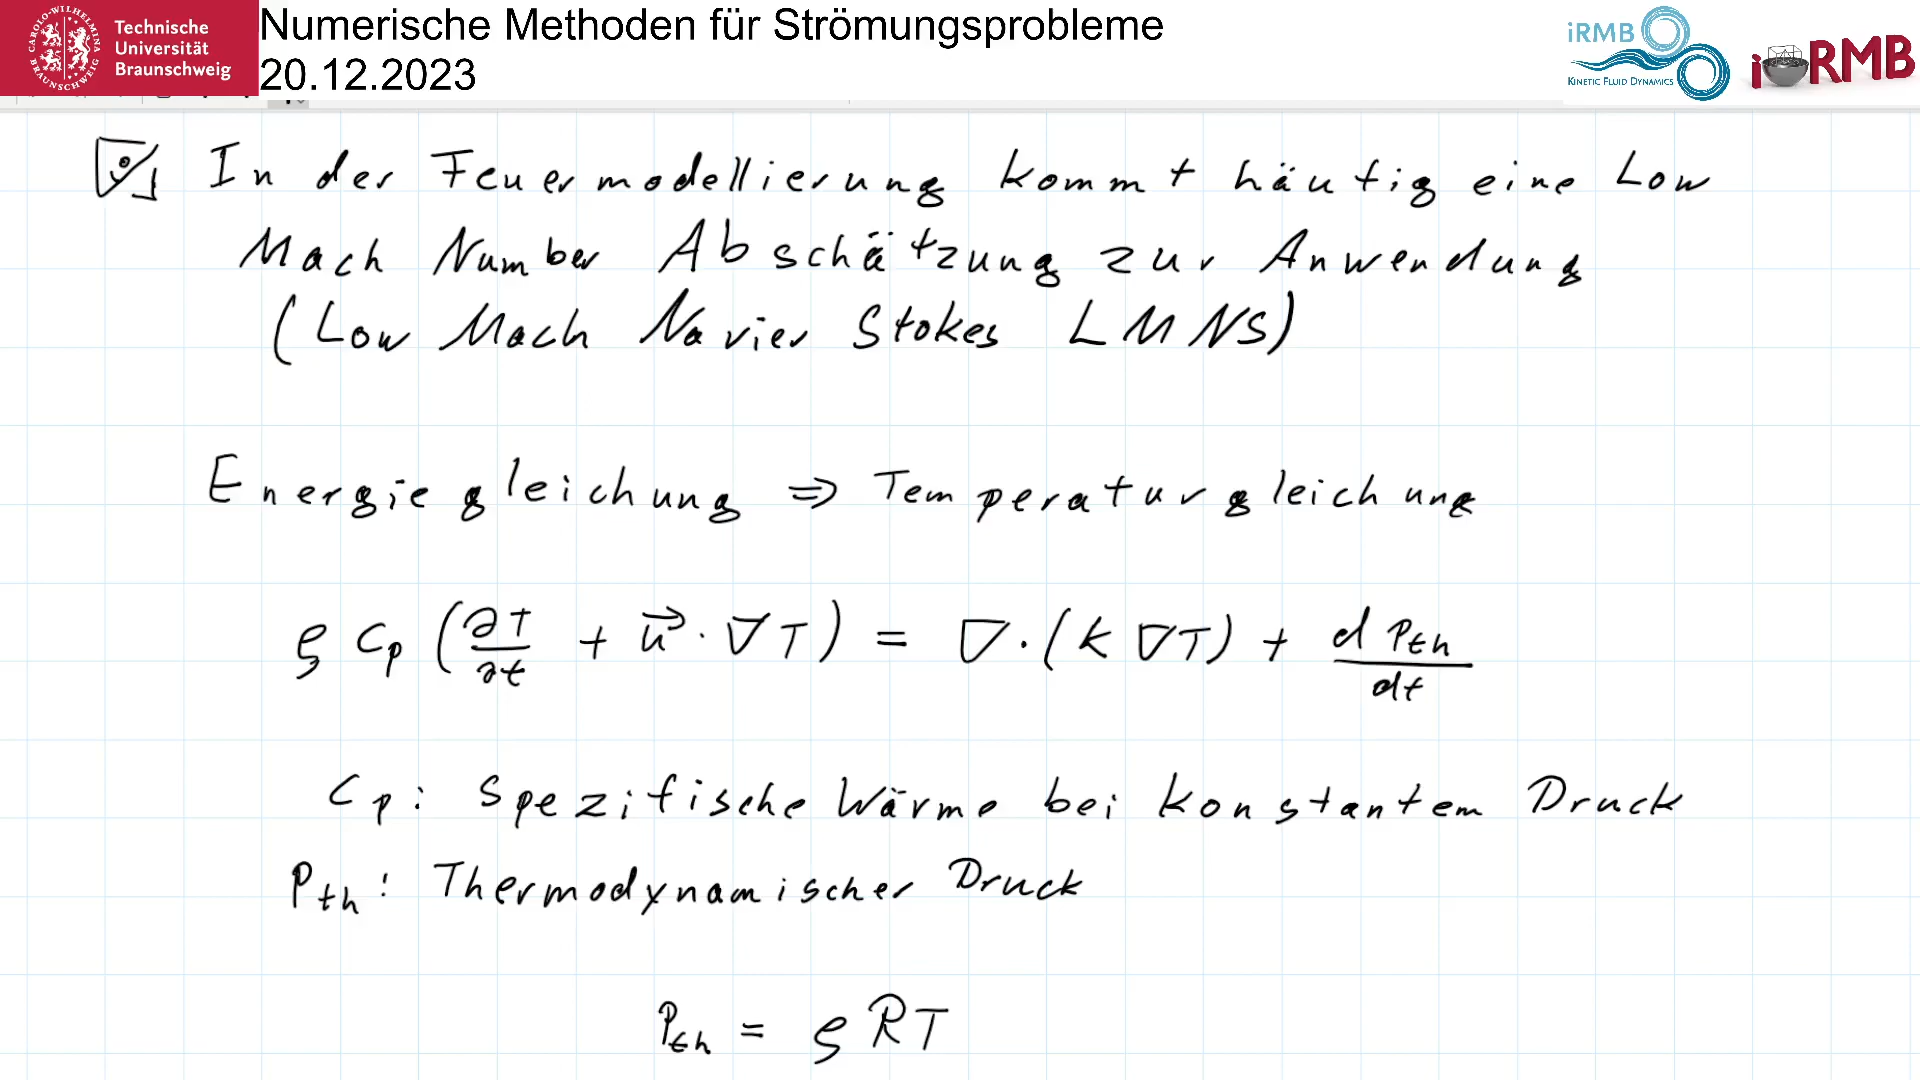 Technische
Universität
Braunschweig
Numerische Methoden für Strömungsprobleme
20.12.2023
iRMB
KINETIC FLUID DYNAMICS
iRMB
In der Feuermodellierung kommt häufig eine Low
Mach Number Abschätzung zur Anwendung
(Low Mach Navier Stokes LMNS)
Energiegleichung ⇒ Temperaturgleichung
ρ Cp (∂T/∂t + u⃗ · ∇T) = ∇·(k ∇T) + d Pth/dt
Cp: Spezifische Wärme bei konstantem Druck
Pth: Thermodynamischer Druck
Pth = ρ R T